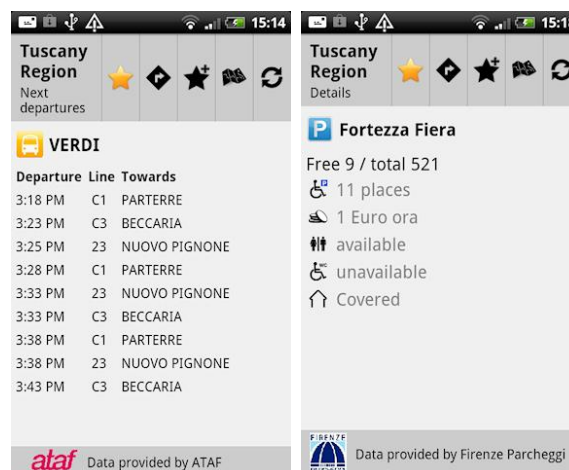 15:14
Tuscany
Region
Next
departures
VERDI
Departure Line Towards
3:18 PM C1 PARTERRE
3:23 PM C3 BECCARIA
3:25 PM 23 NUOVO PIGNONE
3:28 PM C1 PARTERRE
3:33 PM 23 NUOVO PIGNONE
3:33 PM C3 BECCARIA
3:38 PM C1 PARTERRE
3:38 PM 23 NUOVO PIGNONE
3:43 PM C3 BECCARIA
ataf Data provided by ATAF
Tuscany
Region
Details
P Fortezza Fiera
Free 9 / total 521
11 places
1 Euro ora
available
unavailable
Covered
FIRENZE
Data provided by Firenze Parcheggi